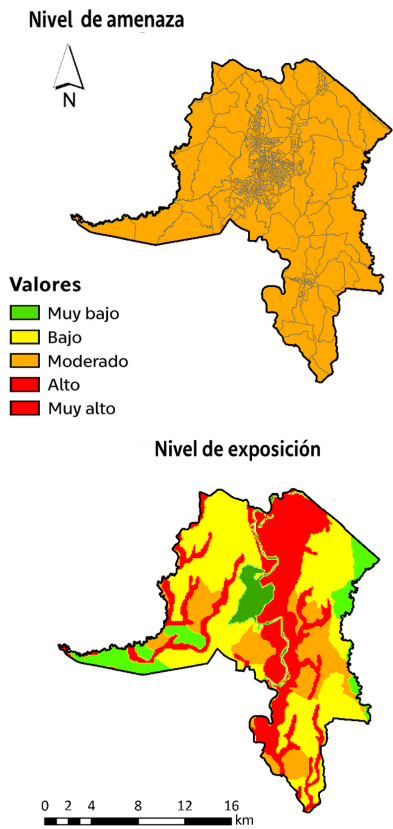 Nivel de amenaza
N
Valores
Muy bajo
Bajo
Moderado
Alto
Muy alto
Nivel de exposición
0 2 4 8 12 16
km